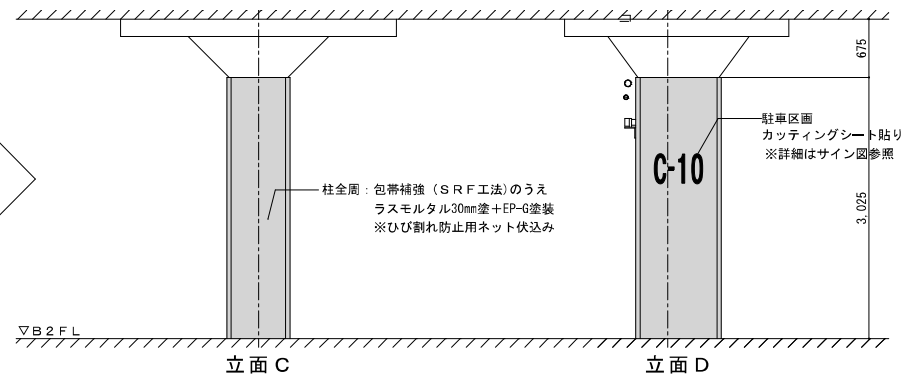 675
駐車区画
カッティングシート貼り
※詳細はサイン図参照
C-10
柱全周：包帯補強（ＳＲＦ工法）のうえ
ラスモルタル30mm塗＋EP-G塗装
※ひび割れ防止用ネット伏込み
3,025
▽Ｂ２ＦＬ
立面Ｃ
立面Ｄ